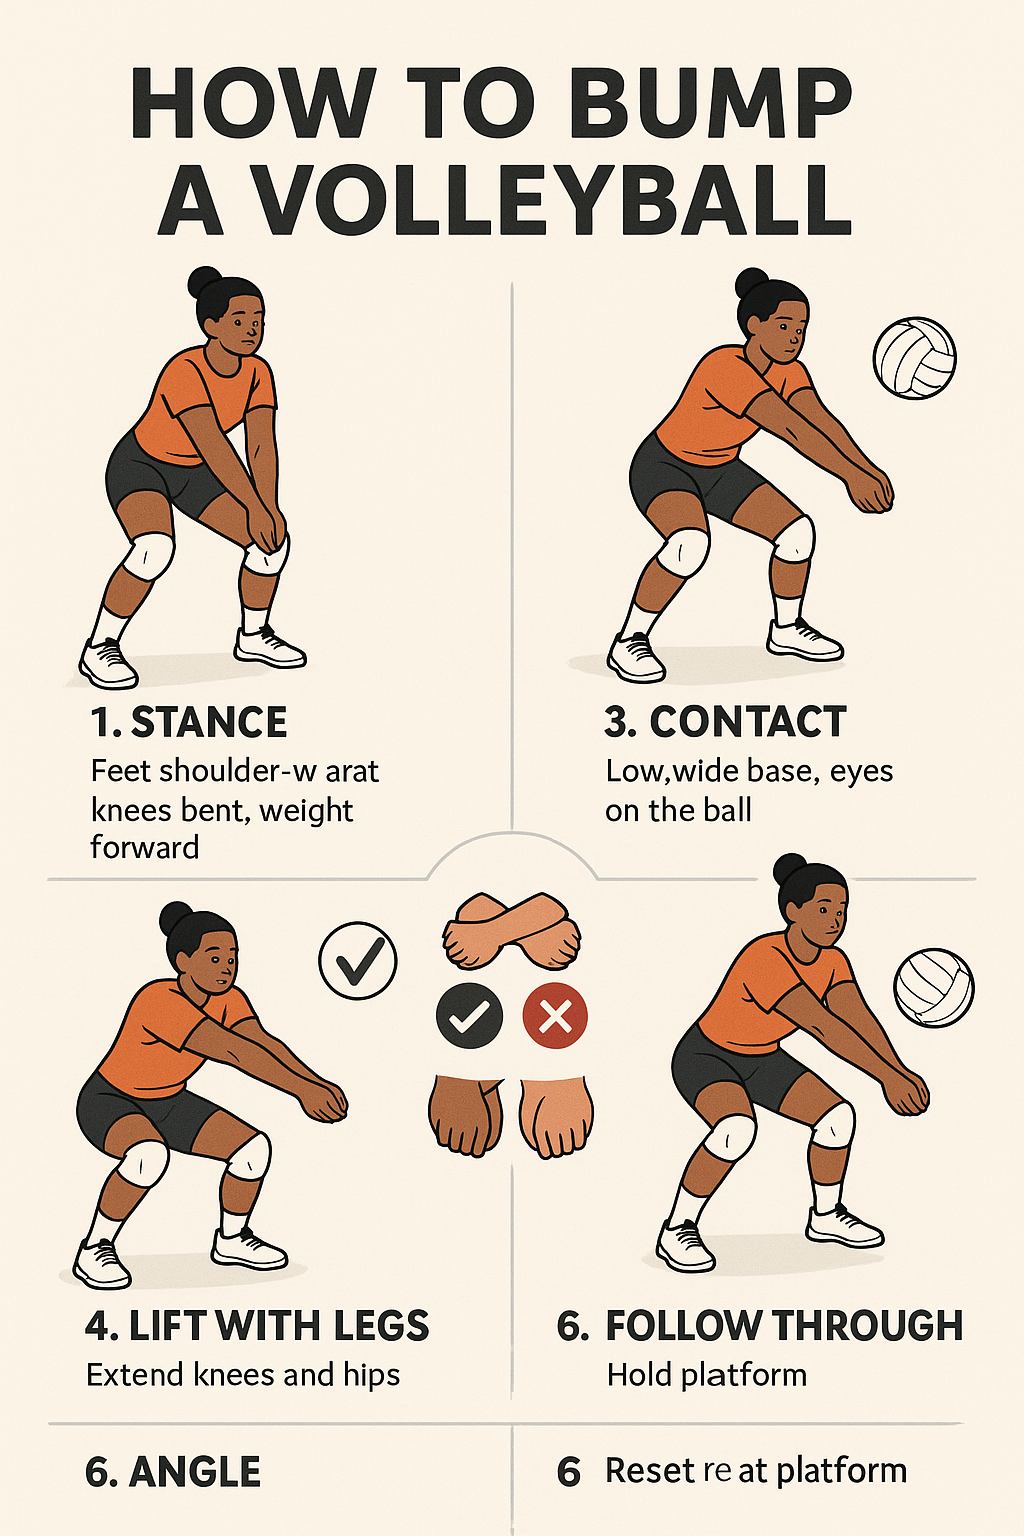 HOW TO BUMP
A VOLLEYBALL
1. STANCE
Feet shoulder-w arat
knees bent, weight
forward
3. CONTACT
Low,wide base, eyes
on the ball
4. LIFT WITH LEGS
Extend knees and hips
6. FOLLOW THROUGH
Hold platform
6. ANGLE
6 Reset re at platform